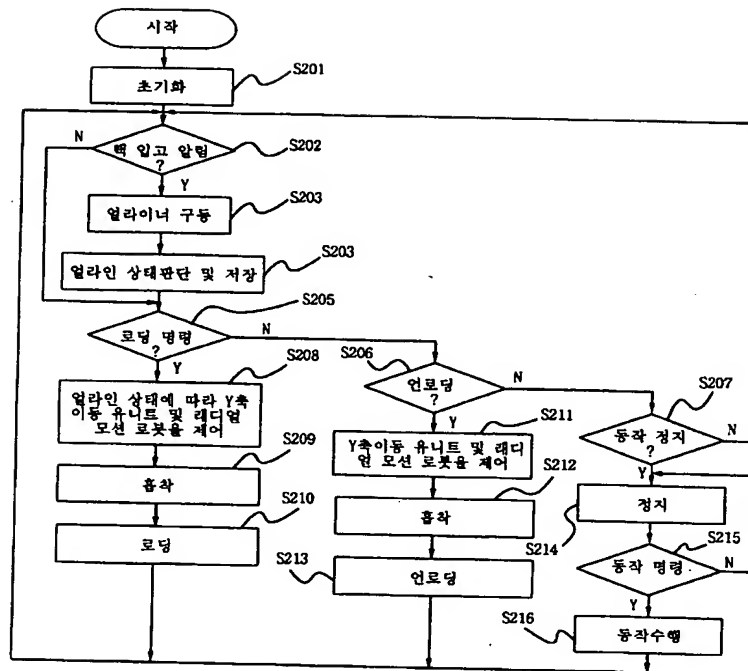 시작
초기화
S201
N
팩 입고 알림
?
S202
Y
얼라이너 구동
S203
얼라인 상태판단 및 저장
S203
로딩 명령
?
S205
N
Y
S208
얼라인 상태에 따라 Y축
이동 유니트 및 래디얼
모션 로봇을 제어
S209
흡착
S210
로딩
S206
언로딩
?
N
Y
S211
Y축이동 유니트 및 래디
얼 모션 로봇을 제어
S212
흡착
S213
언로딩
S207
동작 정지
?
N
Y
정지
S214
S215
동작 명령
N
Y
S216
동작수행